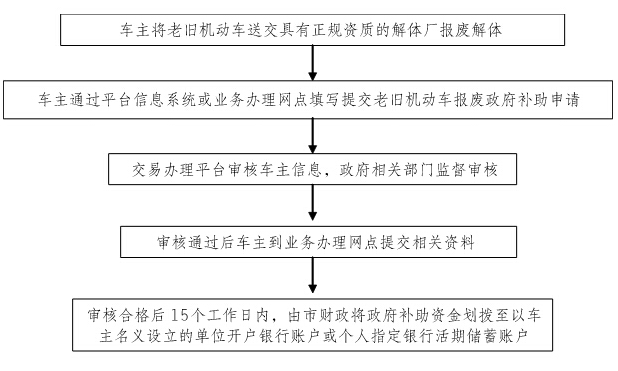 车主将老旧机动车送交具有正规资质的解体厂报废解体
车主通过平台信息系统或业务办理网点填写提交老旧机动车报废政府补助申请
交易办理平台审核车主信息，政府相关部门监督审核
审核通过后车主到业务办理网点提交相关资料
审核合格后15个工作日内，由市财政将政府补助资金划拨至以车
主名义设立的单位开户银行账户或个人指定银行活期储蓄账户